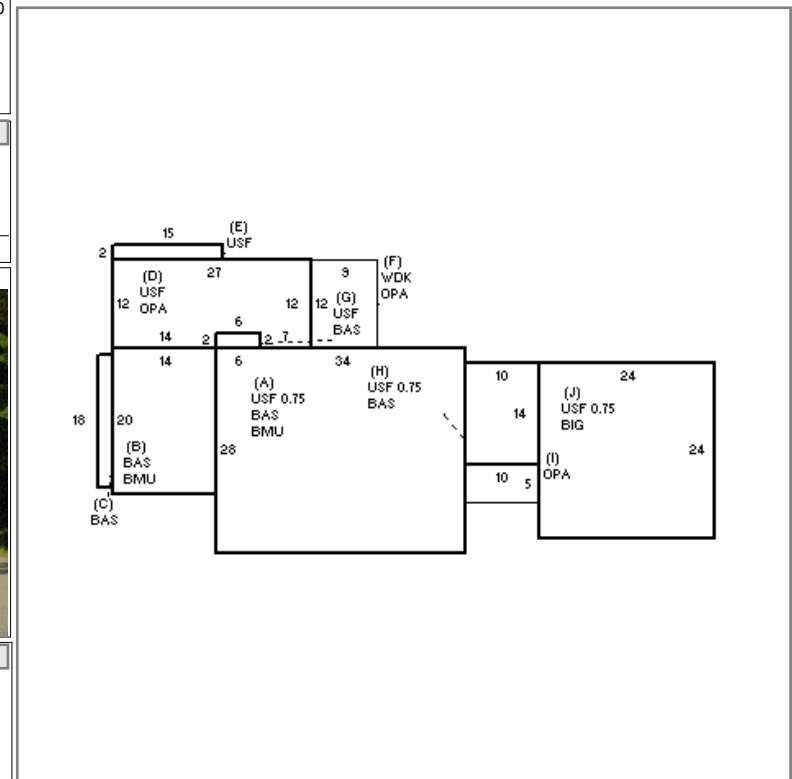 15
(E)
USF
2
(D)
USF
OPA
27
9
(F)
WDK
OPA
12
12
12
(G)
USF
BAS
6
14
2
2
7
14
6
34
(H)
USF 0.75
BAS
(A)
USF 0.75
BAS
BMU
10
24
(J)
USF 0.75
BIG
14
18
20
28
24
(B)
BAS
BMU
(I)
OPA
10
5
(C)
BAS